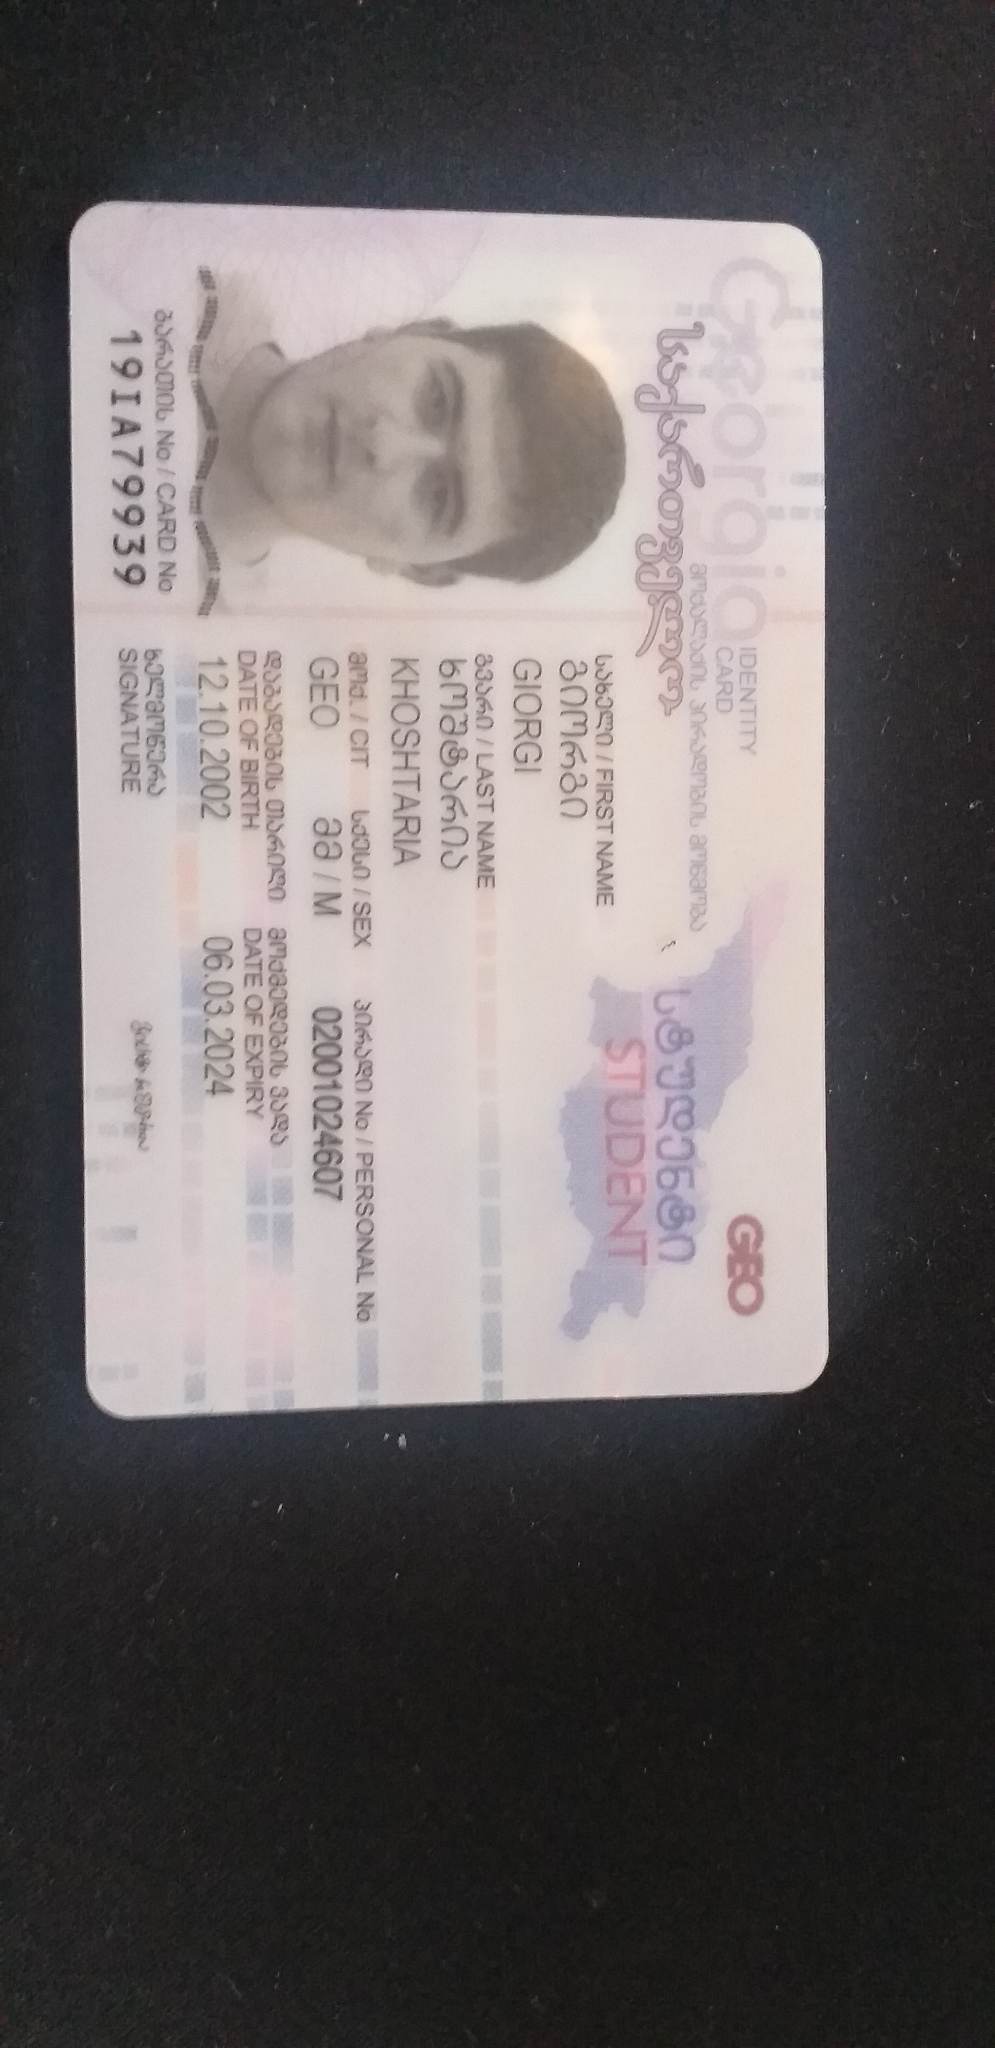 Georgia IDENTITY CARD GEO
მოქალაქის პირადობის მოწმობა
საქართველო სტუდენტი
STUDENT
სახელი / FIRST NAME
გიორგი
GIORGI
გვარი / LAST NAME
ხოშტარია
KHOSHTARIA
მოქ. / CIT სქესი / SEX პირადი No / PERSONAL No
GEO მმ / M 02001024607
დაბადების თარიღი მოქმედების ვადა
DATE OF BIRTH DATE OF EXPIRY
12.10.2002 06.03.2024
ბარათის No / CARD No
19IA79939
ხელმოწერა
SIGNATURE